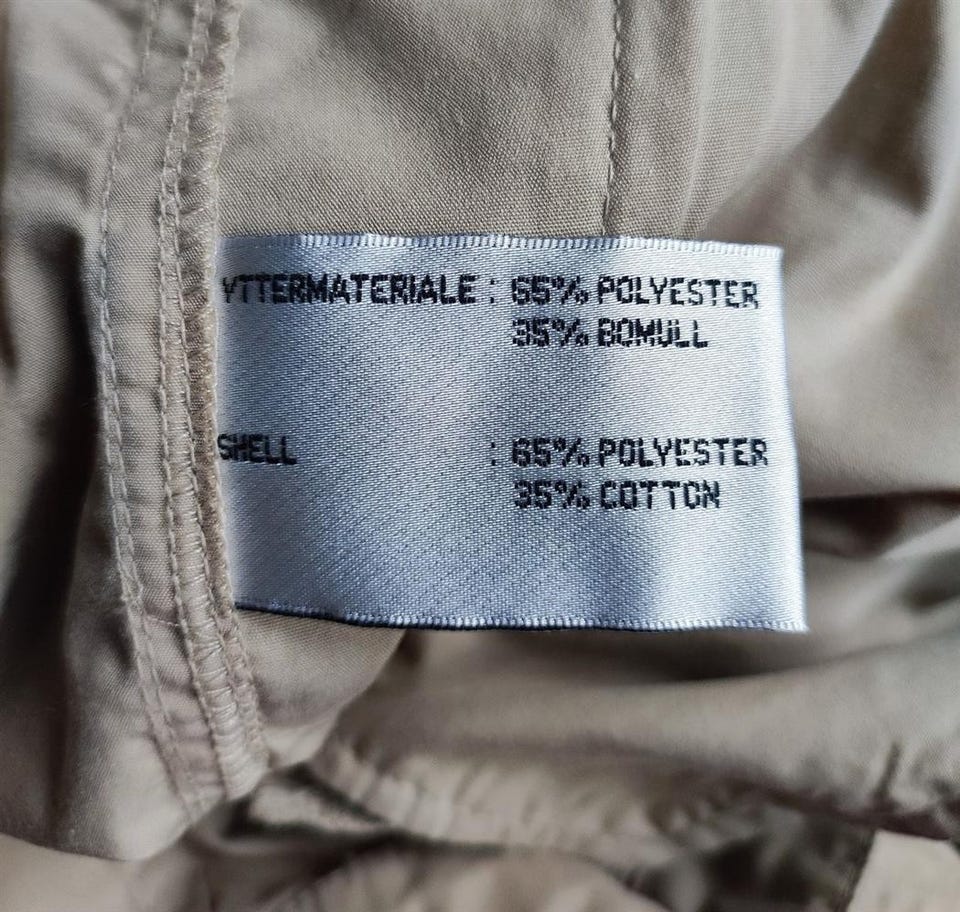 YTTERMATERIALE : 65% POLYESTER
35% BOMULL
SHELL : 65% POLYESTER
35% COTTON